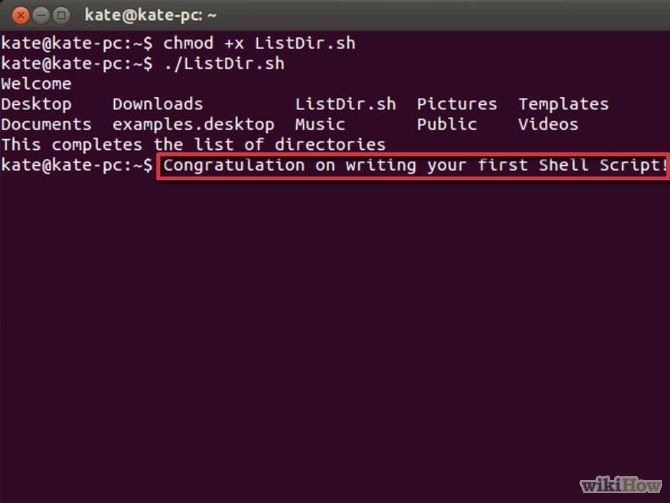 kate@kate-pc: ~
kate@kate-pc:~$ chmod +x ListDir.sh
kate@kate-pc:~$ ./ListDir.sh
Welcome
Desktop    Downloads         ListDir.sh  Pictures  Templates
Documents  examples.desktop  Music       Public    Videos
This completes the list of directories
kate@kate-pc:~$ Congratulation on writing your first Shell Script!
wikiHow